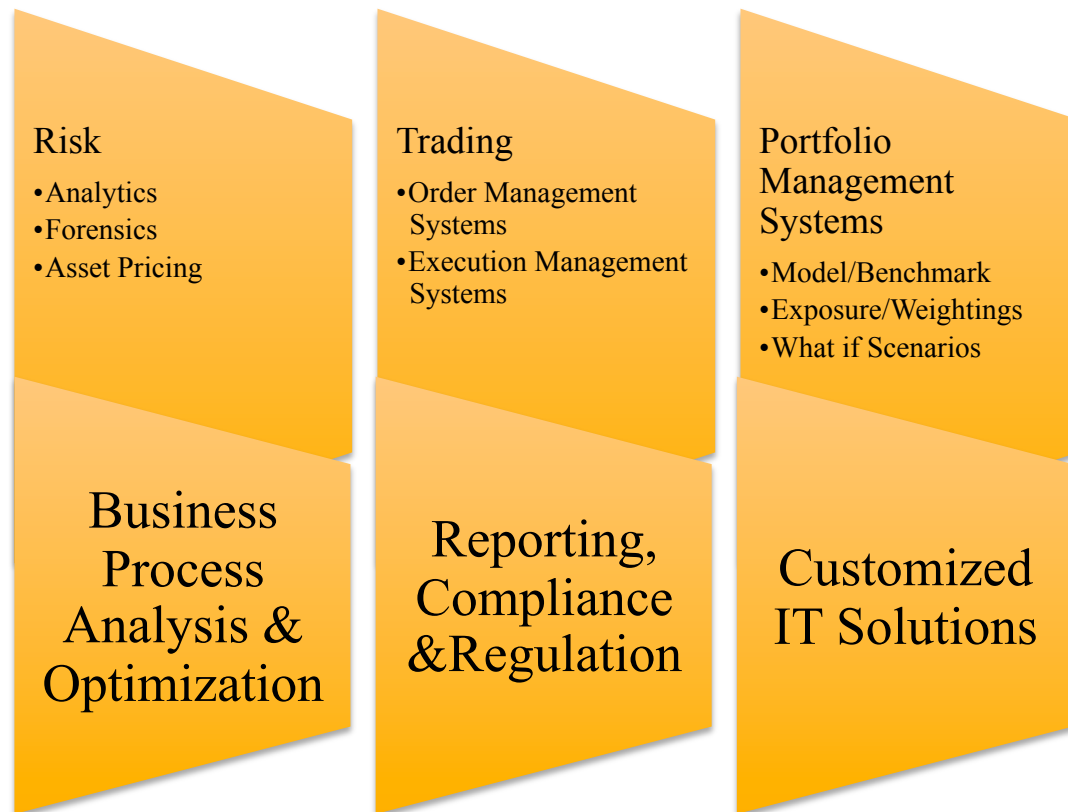 Risk
•Analytics
•Forensics
•Asset Pricing
Trading
•Order Management
Systems
•Execution Management
Systems
Portfolio
Management
Systems
•Model/Benchmark
•Exposure/Weightings
•What if Scenarios
Business
Process
Analysis &
Optimization
Reporting,
Compliance
&Regulation
Customized
IT Solutions